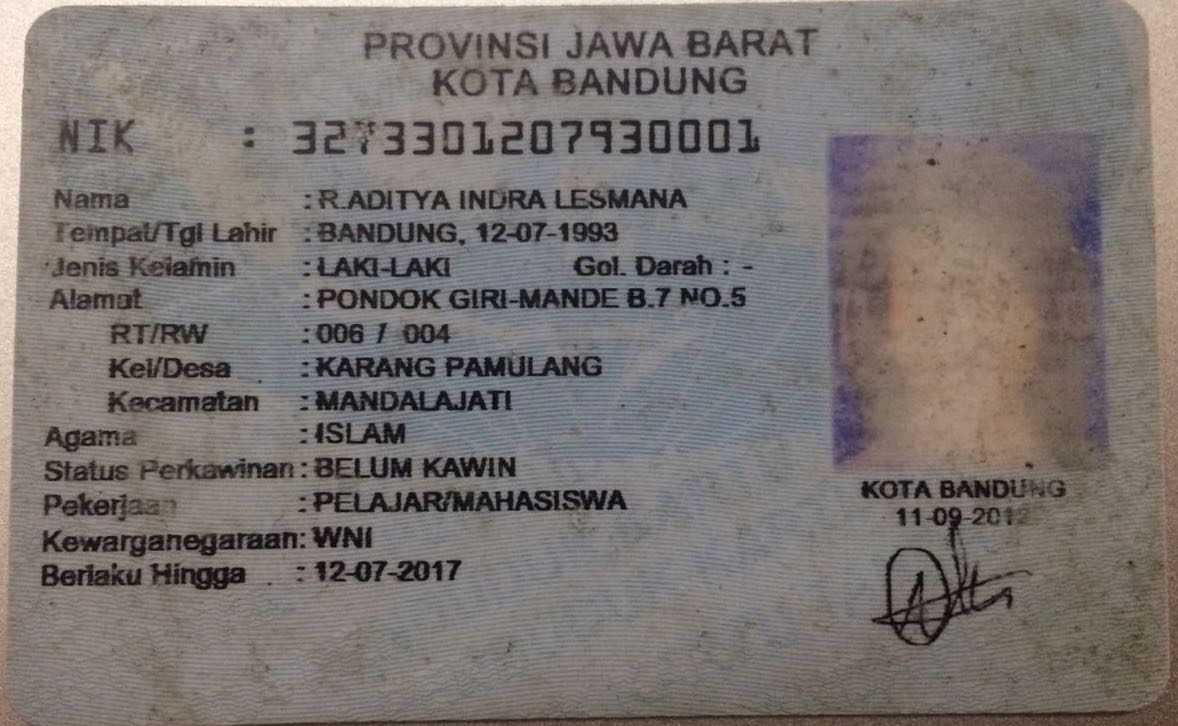 PROVINSI JAWA BARAT
KOTA BANDUNG
NIK : 3273301207930001
Nama : R.ADITYA INDRA LESMANA
Tempat/Tgl Lahir : BANDUNG, 12-07-1993
Jenis Kelamin : LAKI-LAKI Gol. Darah : -
Alamat : PONDOK GIRI-MANDE B.7 NO.5
RT/RW : 006 / 004
Kel/Desa : KARANG PAMULANG
Kecamatan : MANDALAJATI
Agama : ISLAM
Status Perkawinan : BELUM KAWIN
Pekerjaan : PELAJAR/MAHASISWA
Kewarganegaraan : WNI
Berlaku Hingga : 12-07-2017
KOTA BANDUNG
11-09-2012